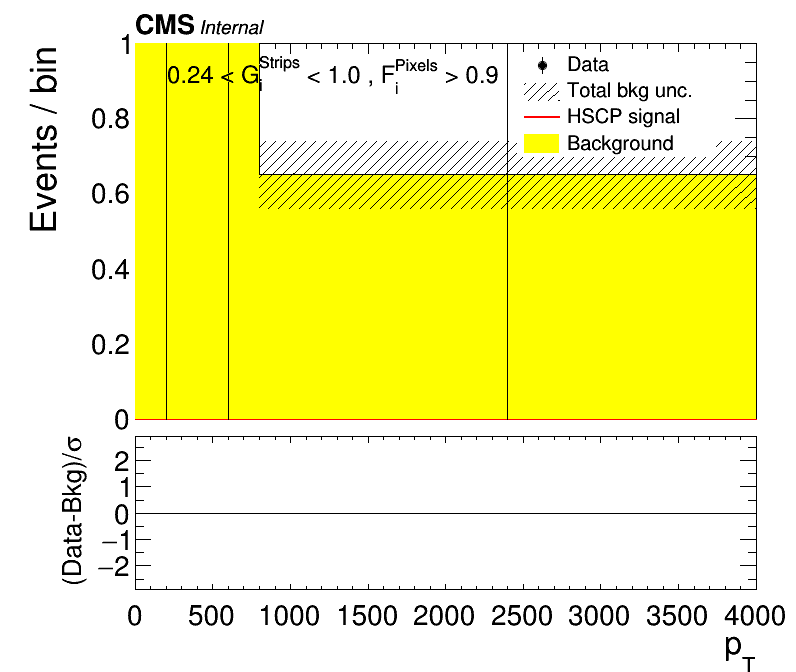 CMS Internal
1
0.24 < G_i^Strips < 1.0 , F_i^Pixels > 0.9
Data
Total bkg unc.
HSCP signal
Background
Events / bin
0.8
0.6
0.4
0.2
0
(Data-Bkg)/σ
2
1
0
−1
−2
0 500 1000 1500 2000 2500 3000 3500 4000
p_T